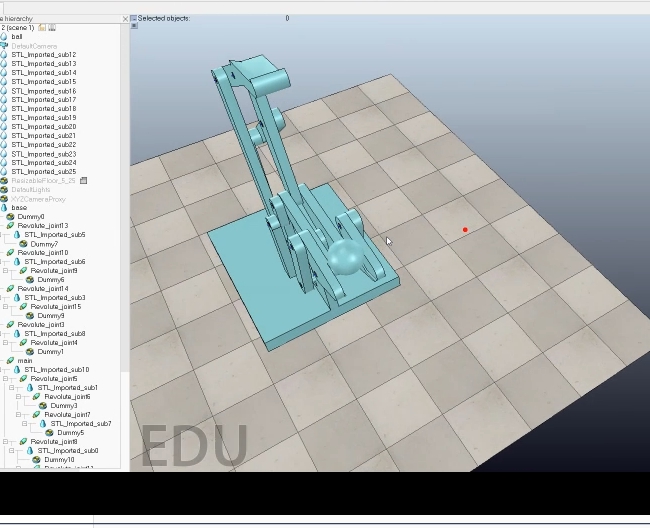 e hierarchy
Selected objects: 0
2 (scene 1)
ball
DefaultCamera
STL_Imported_sub12
STL_Imported_sub13
STL_Imported_sub14
STL_Imported_sub15
STL_Imported_sub16
STL_Imported_sub17
STL_Imported_sub18
STL_Imported_sub19
STL_Imported_sub20
STL_Imported_sub21
STL_Imported_sub22
STL_Imported_sub23
STL_Imported_sub24
STL_Imported_sub25
ResizableFloor_5_25
DefaultLights
XYZCameraProxy
base
Dummy0
Revolute_joint13
STL_Imported_sub5
Dummy7
Revolute_joint10
STL_Imported_sub6
Revolute_joint9
Dummy6
Revolute_joint14
STL_Imported_sub3
Revolute_joint15
Dummy9
Revolute_joint3
STL_Imported_sub8
Revolute_joint4
Dummy1
main
STL_Imported_sub10
Revolute_joint5
STL_Imported_sub1
Revolute_joint6
Dummy3
Revolute_joint7
STL_Imported_sub7
Dummy5
Revolute_joint8
STL_Imported_sub0
Dummy10
EDU